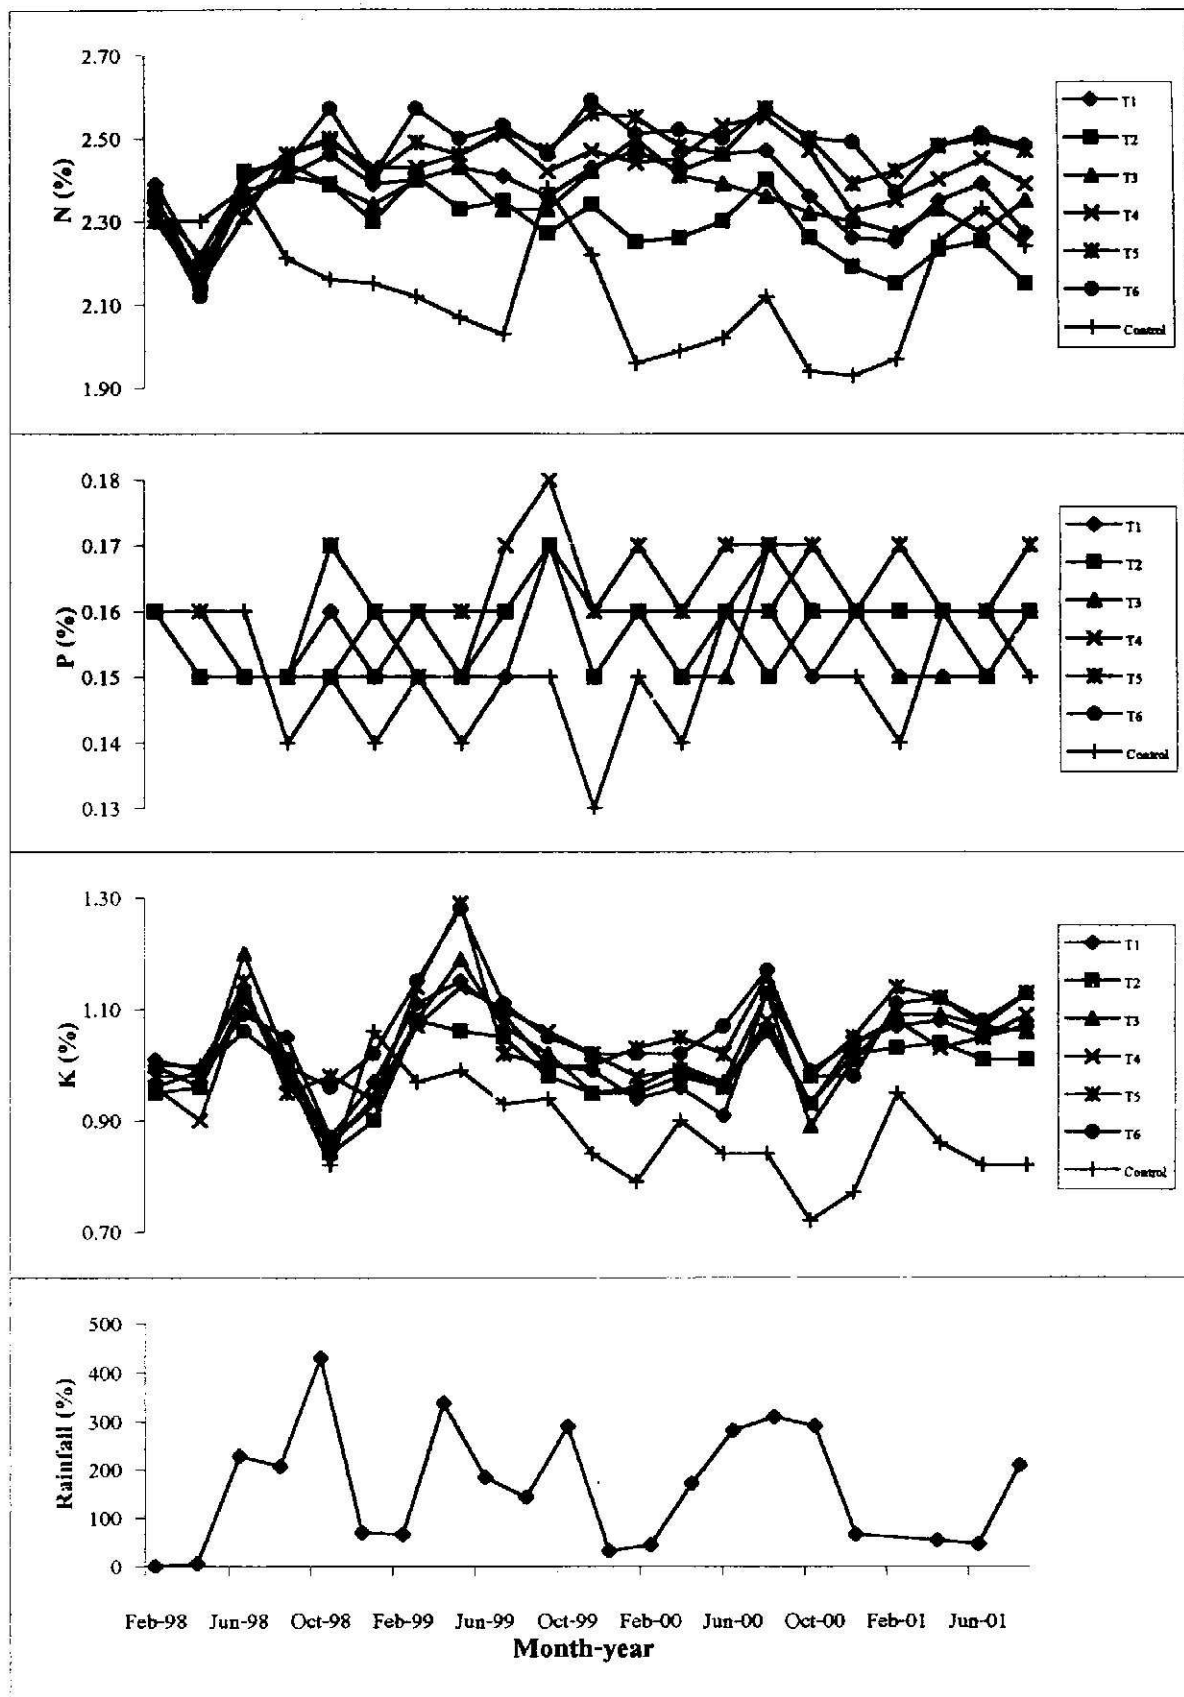 2.70
2.50
2.30
2.10
1.90
N (%)
T1
T2
T3
T4
T5
T6
Control
0.18
0.17
0.16
0.15
0.14
0.13
P (%)
T1
T2
T3
T4
T5
T6
Control
1.30
1.10
0.90
0.70
K (%)
T1
T2
T3
T4
T5
T6
Control
500
400
300
200
100
0
Rainfall (%)
Feb-98 Jun-98 Oct-98 Feb-99 Jun-99 Oct-99 Feb-00 Jun-00 Oct-00 Feb-01 Jun-01
Month-year